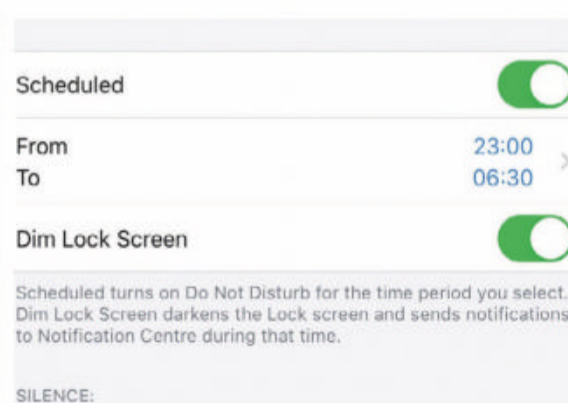 Scheduled
From 23:00
To 06:30
Dim Lock Screen
Scheduled turns on Do Not Disturb for the time period you select.
Dim Lock Screen darkens the Lock screen and sends notifications
to Notification Centre during that time.
SILENCE: